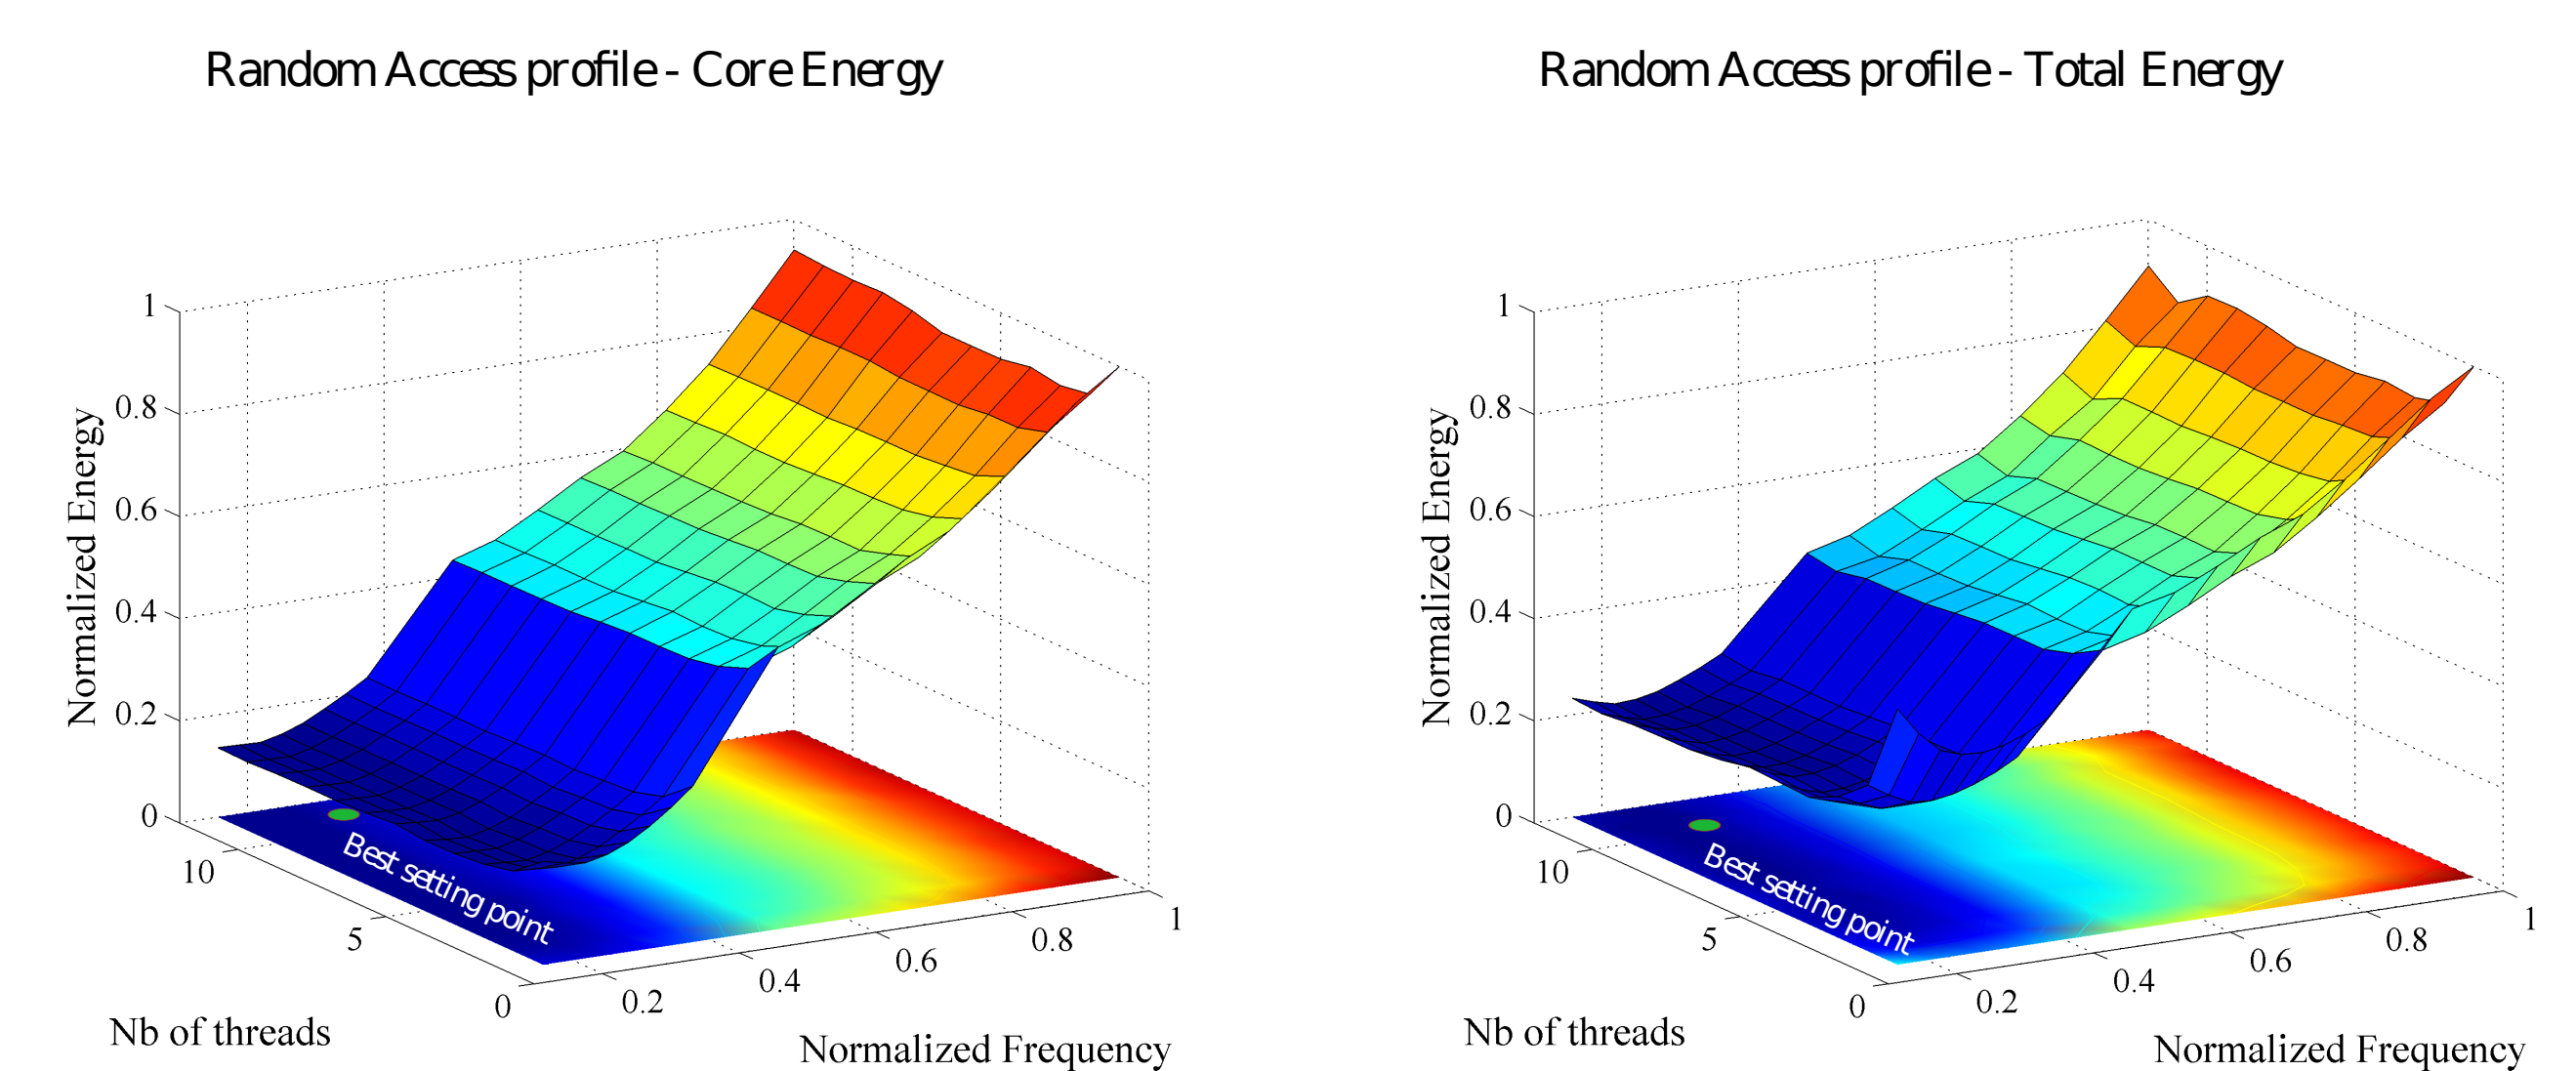 Random Access profile - Core Energy
1
0.8
0.6
0.4
0.2
0
Normalized Energy
10
5
0
Nb of threads
0.2
0.4
0.6
0.8
1
Normalized Frequency
Best setting point
Random Access profile - Total Energy
1
0.8
0.6
0.4
0.2
0
Normalized Energy
10
5
0
Nb of threads
0.2
0.4
0.6
0.8
1
Normalized Frequency
Best setting point